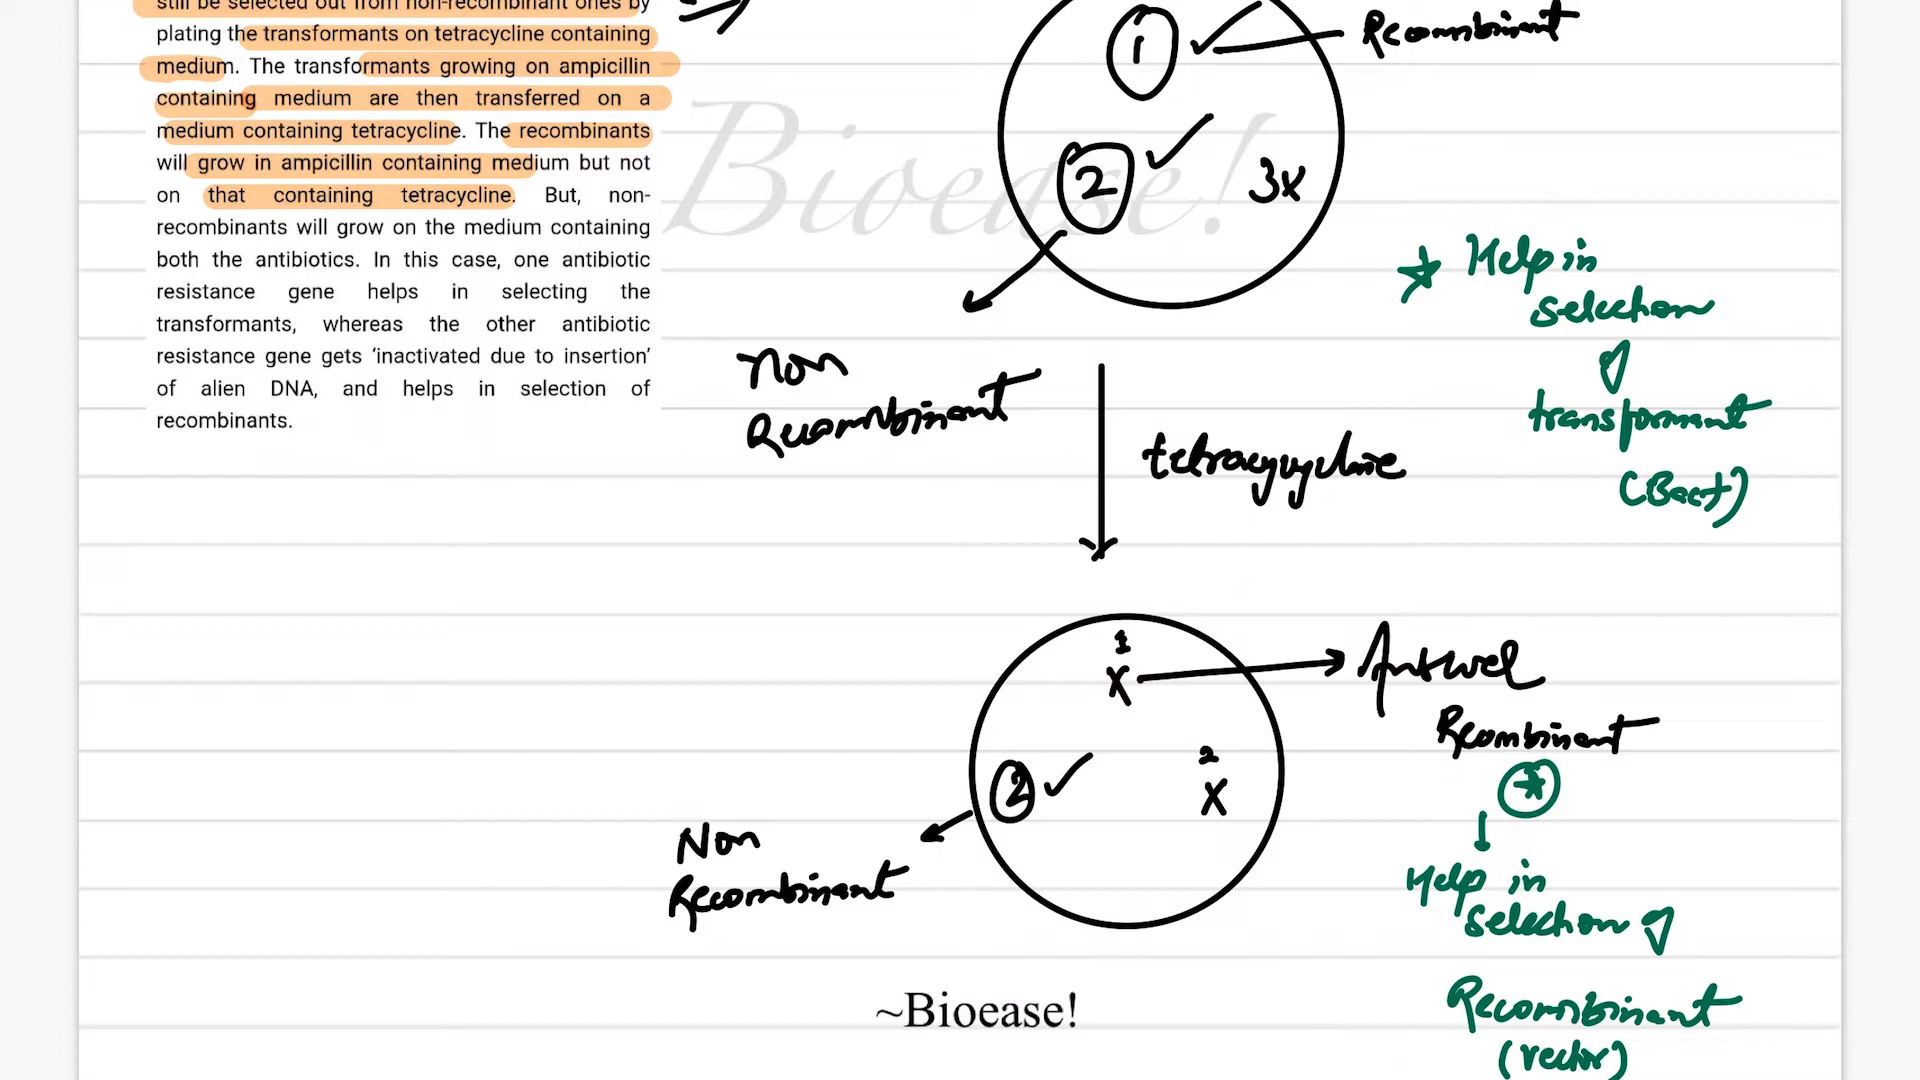 still be selected out from non-recombinant ones by
plating the transformants on tetracycline containing
medium. The transformants growing on ampicillin
containing medium are then transferred on a
medium containing tetracycline. The recombinants
will grow in ampicillin containing medium but not
on that containing tetracycline. But, non-
recombinants will grow on the medium containing
both the antibiotics. In this case, one antibiotic
resistance gene helps in selecting the
transformants, whereas the other antibiotic
resistance gene gets ‘inactivated due to insertion’
of alien DNA, and helps in selection of
recombinants.
Bioease!
1
Recombinant
2
3x
Non
Recombinant
tetracycline
Help in
selection
transformant
(Bact)
1
x
Answer
Recombinant
2
2
x
Non
Recombinant
Help in
selection
Recombinant
(vector)
~Bioease!